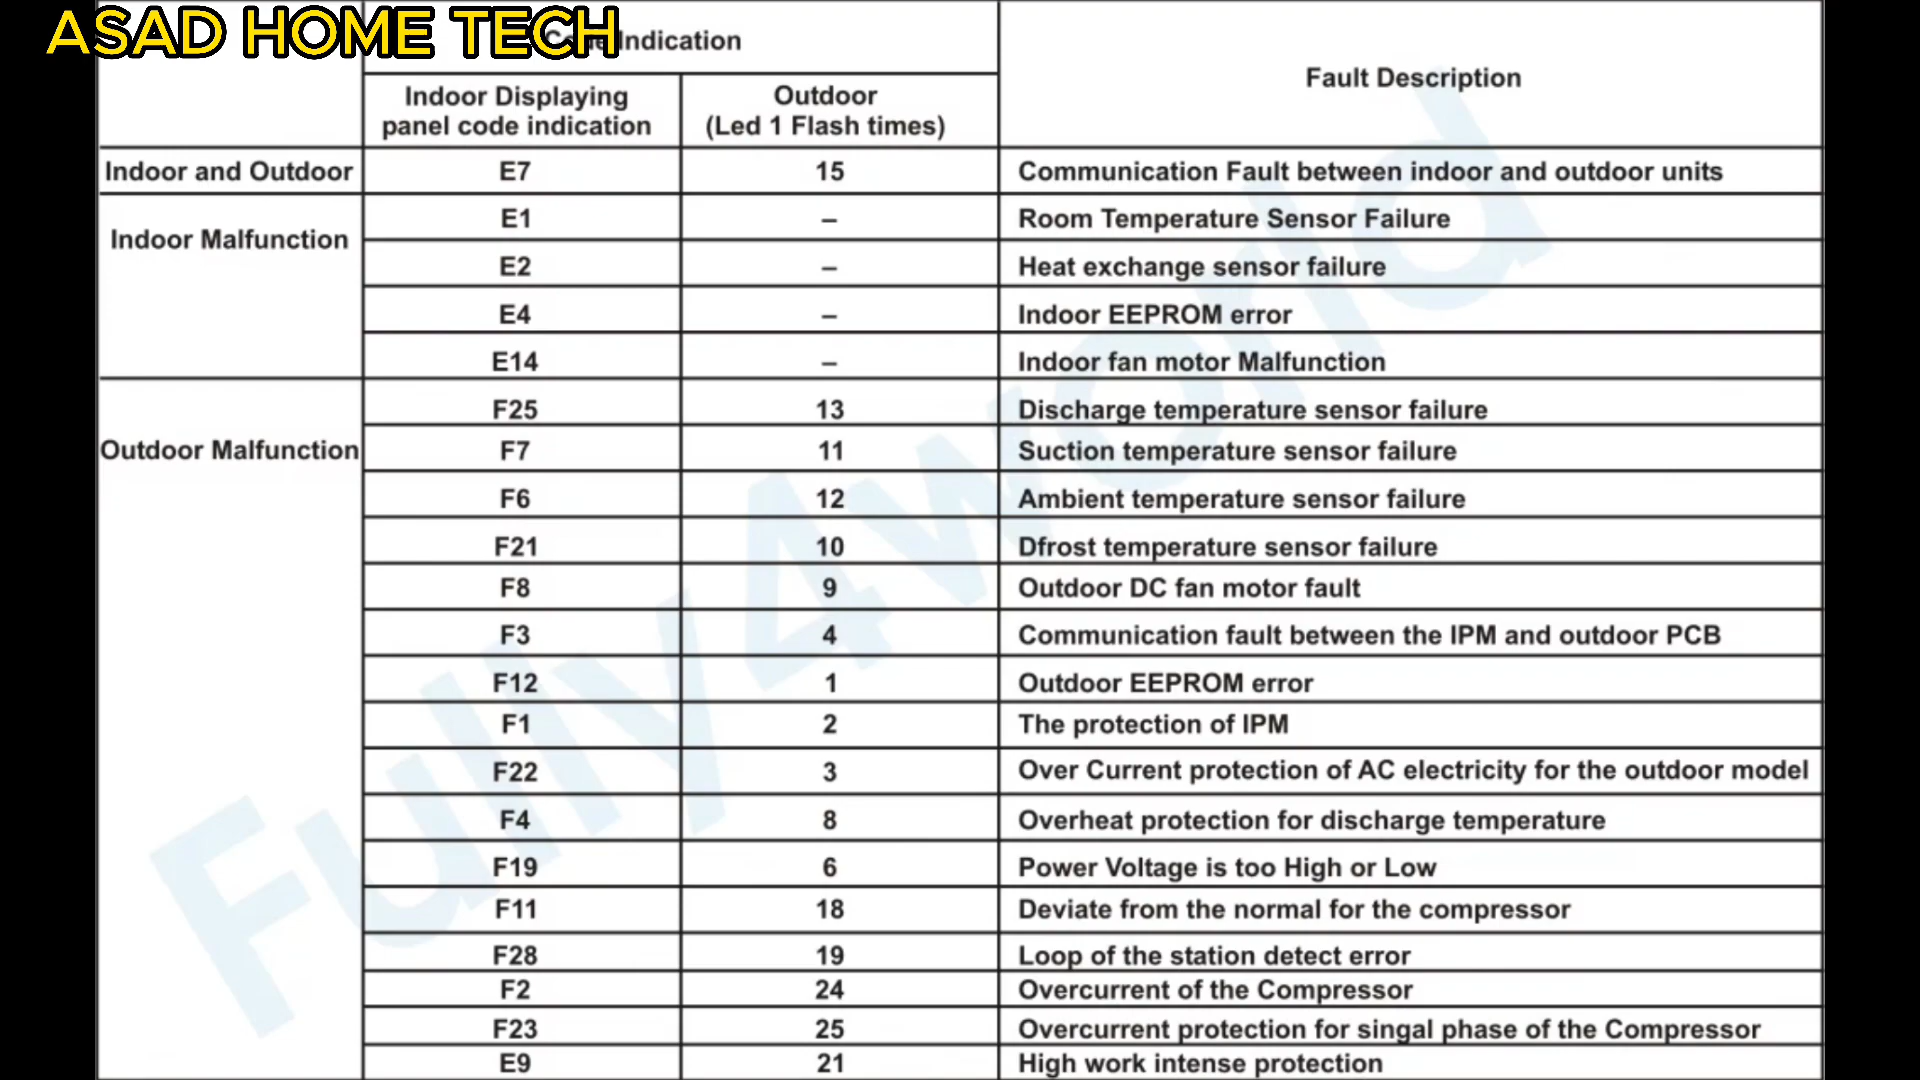 ASAD HOME TECH
Code Indication
Fault Description
Indoor Displaying panel code indication
Outdoor (Led 1 Flash times)
Indoor and Outdoor E7 15 Communication Fault between indoor and outdoor units
Indoor Malfunction
E1 – Room Temperature Sensor Failure
E2 – Heat exchange sensor failure
E4 – Indoor EEPROM error
E14 – Indoor fan motor Malfunction
Outdoor Malfunction
F25 13 Discharge temperature sensor failure
F7 11 Suction temperature sensor failure
F6 12 Ambient temperature sensor failure
F21 10 Dfrost temperature sensor failure
F8 9 Outdoor DC fan motor fault
F3 4 Communication fault between the IPM and outdoor PCB
F12 1 Outdoor EEPROM error
F1 2 The protection of IPM
F22 3 Over Current protection of AC electricity for the outdoor model
F4 8 Overheat protection for discharge temperature
F19 6 Power Voltage is too High or Low
F11 18 Deviate from the normal for the compressor
F28 19 Loop of the station detect error
F2 24 Overcurrent of the Compressor
F23 25 Overcurrent protection for singal phase of the Compressor
E9 21 High work intense protection
Fully4world